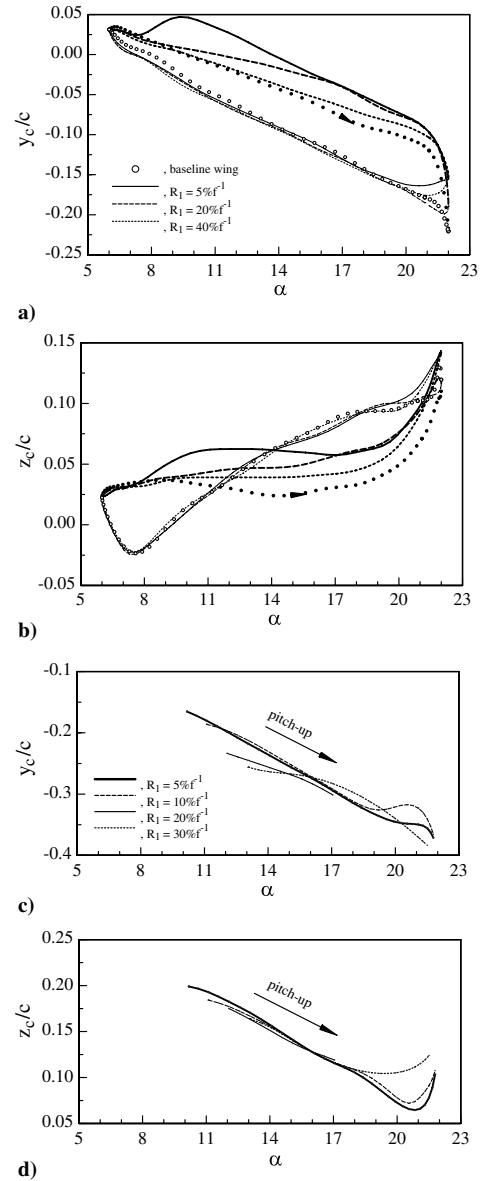 0.05
0.00
-0.05
-0.10
-0.15
-0.20
-0.25
y_c/c
, baseline wing
, R_1 = 5%f^-1
, R_1 = 20%f^-1
, R_1 = 40%f^-1
5 8 11 14 17 20 23
α
a)
0.15
0.10
0.05
0.00
-0.05
z_c/c
5 8 11 14 17 20 23
α
b)
-0.1
-0.2
-0.3
-0.4
y_c/c
pitch-up
, R_1 = 5%f^-1
, R_1 = 10%f^-1
, R_1 = 20%f^-1
, R_1 = 30%f^-1
5 8 11 14 17 20 23
α
c)
0.25
0.20
0.15
0.10
0.05
z_c/c
pitch-up
5 8 11 14 17 20 23
α
d)